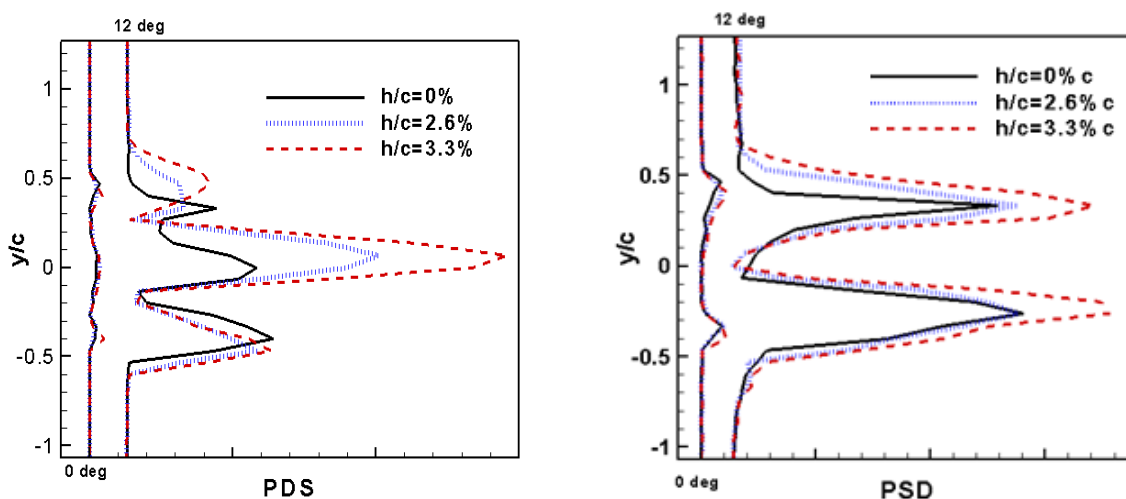 12 deg
h/c=0%
h/c=2.6%
h/c=3.3%
1
0.5
0
-0.5
-1
y/c
0 deg
PDS
12 deg
h/c=0% c
h/c=2.6% c
h/c=3.3% c
1
0.5
0
-0.5
-1
y/c
0 deg
PSD